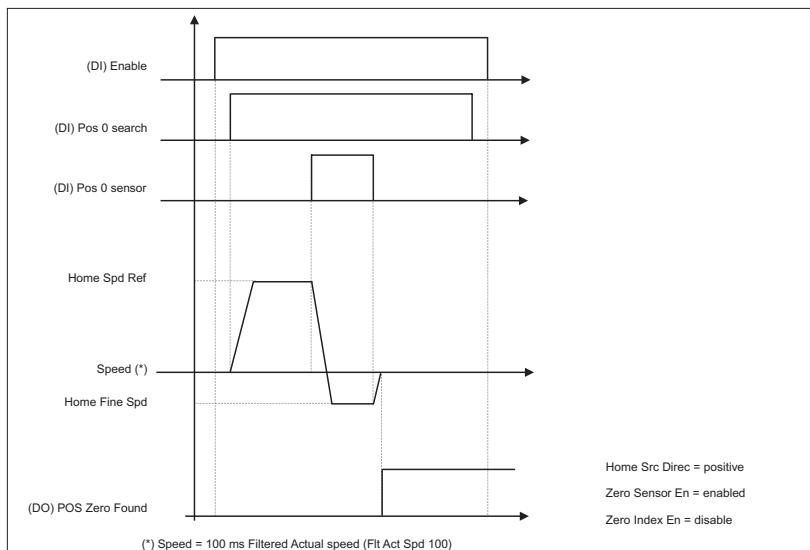 (DI) Enable
(DI) Pos 0 search
(DI) Pos 0 sensor
Home Spd Ref
Speed (*)
Home Fine Spd
(DO) POS Zero Found
Home Src Direc = positive
Zero Sensor En = enabled
Zero Index En = disable
(*) Speed = 100 ms Filtered Actual speed (Flt Act Spd 100)